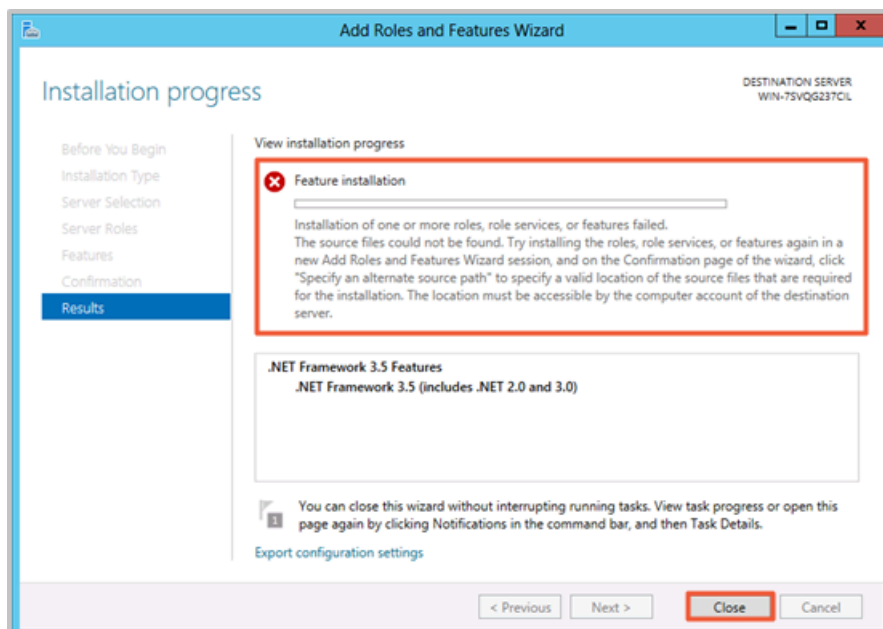 Add Roles and Features Wizard
Installation progress
DESTINATION SERVER
WIN-7SVQG237CIL
Before You Begin
Installation Type
Server Selection
Server Roles
Features
Confirmation
Results
View installation progress
Feature installation
Installation of one or more roles, role services, or features failed.
The source files could not be found. Try installing the roles, role services, or features again in a
new Add Roles and Features Wizard session, and on the Confirmation page of the wizard, click
"Specify an alternate source path" to specify a valid location of the source files that are required
for the installation. The location must be accessible by the computer account of the destination
server.
.NET Framework 3.5 Features
.NET Framework 3.5 (includes .NET 2.0 and 3.0)
1
You can close this wizard without interrupting running tasks. View task progress or open this
page again by clicking Notifications in the command bar, and then Task Details.
Export configuration settings
< Previous
Next >
Close
Cancel